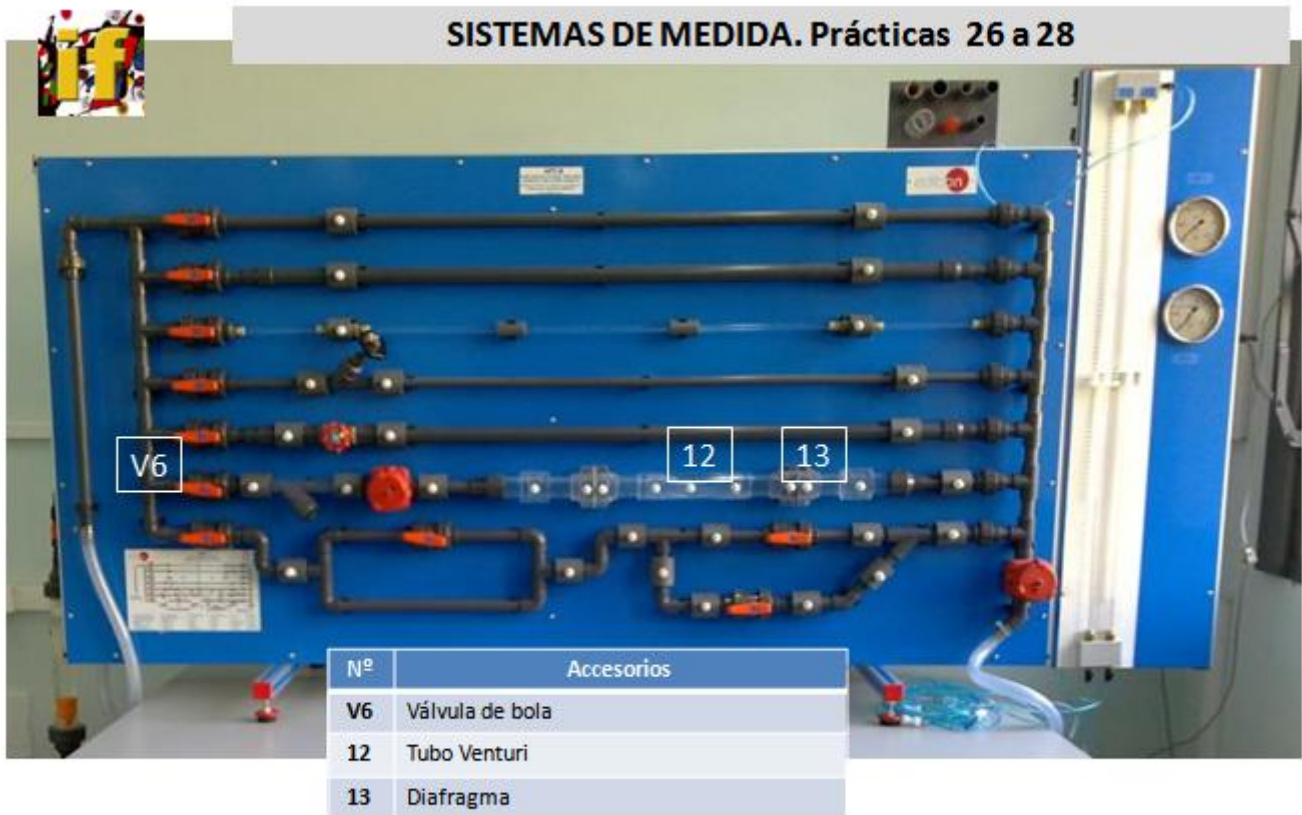 if
SISTEMAS DE MEDIDA. Prácticas 26 a 28
V6
12
13
Nº Accesorios
V6 Válvula de bola
12 Tubo Venturi
13 Diafragma